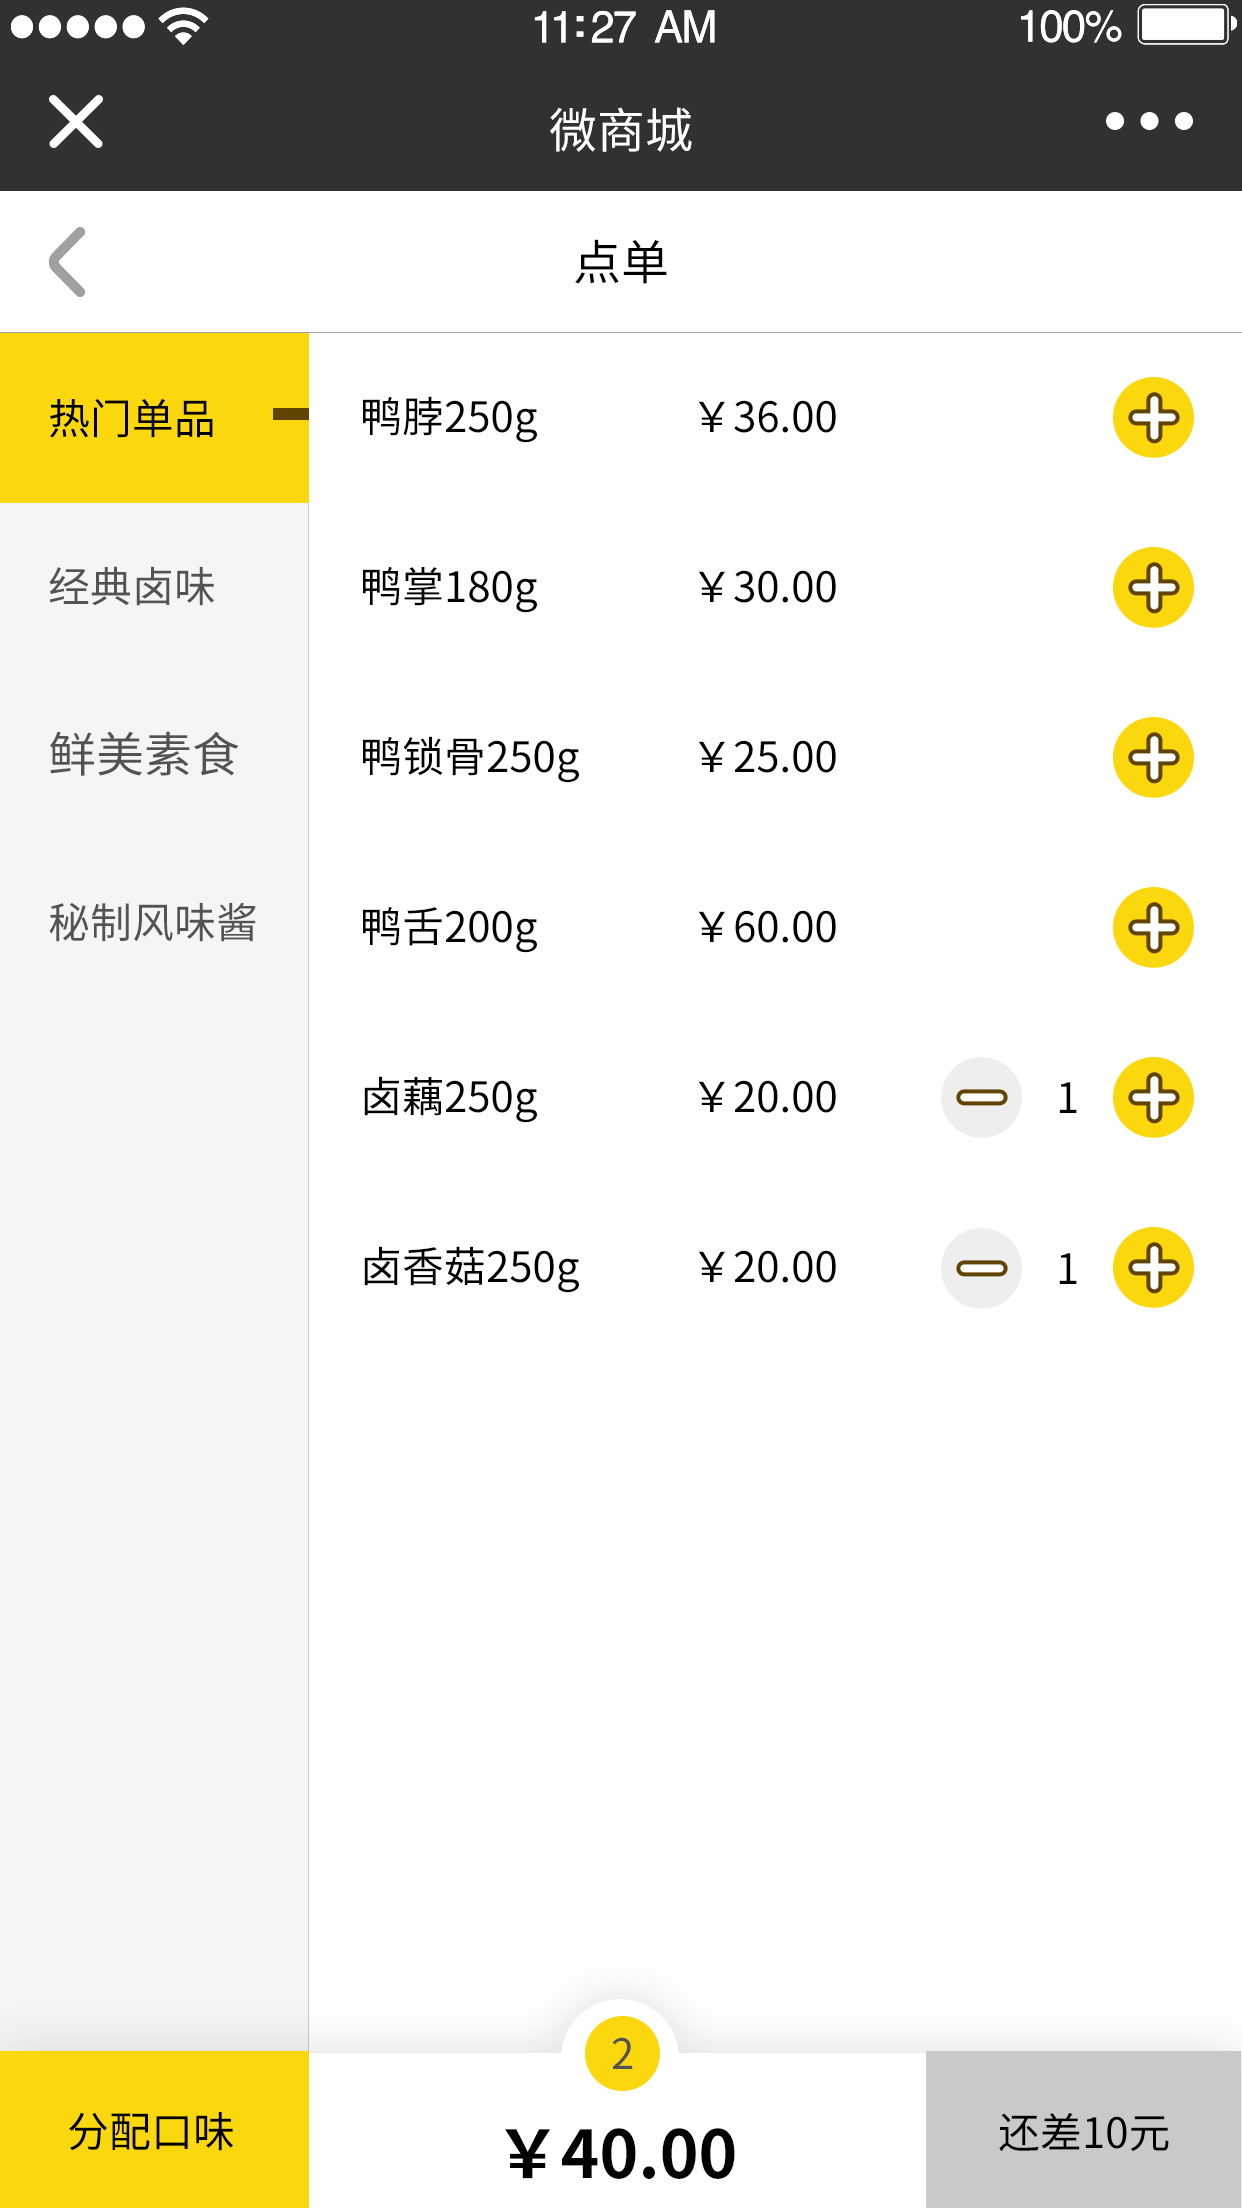 11:27 AM 100%
微商城
点单
热门单品
经典卤味
鲜美素食
秘制风味酱
鸭脖250g ¥36.00
鸭掌180g ¥30.00
鸭锁骨250g ¥25.00
鸭舌200g ¥60.00
卤藕250g ¥20.00 1
卤香菇250g ¥20.00 1
2
分配口味 ¥40.00 还差10元